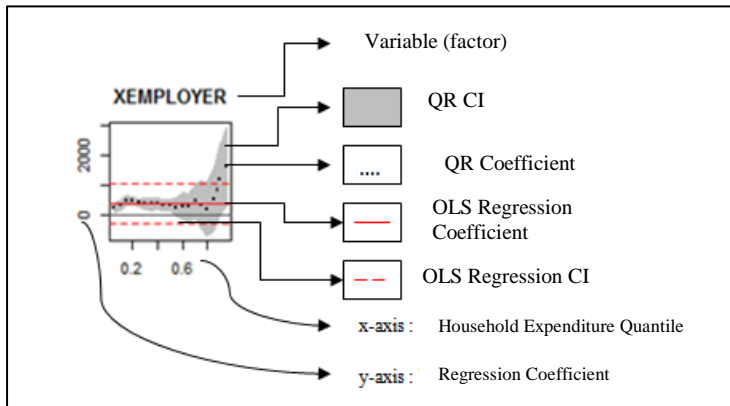 Variable (factor)
XEMPLOYER
QR CI
2000
0
QR Coefficient
....
OLS Regression
Coefficient
OLS Regression CI
0.2 0.6
x-axis : Household Expenditure Quantile
y-axis : Regression Coefficient